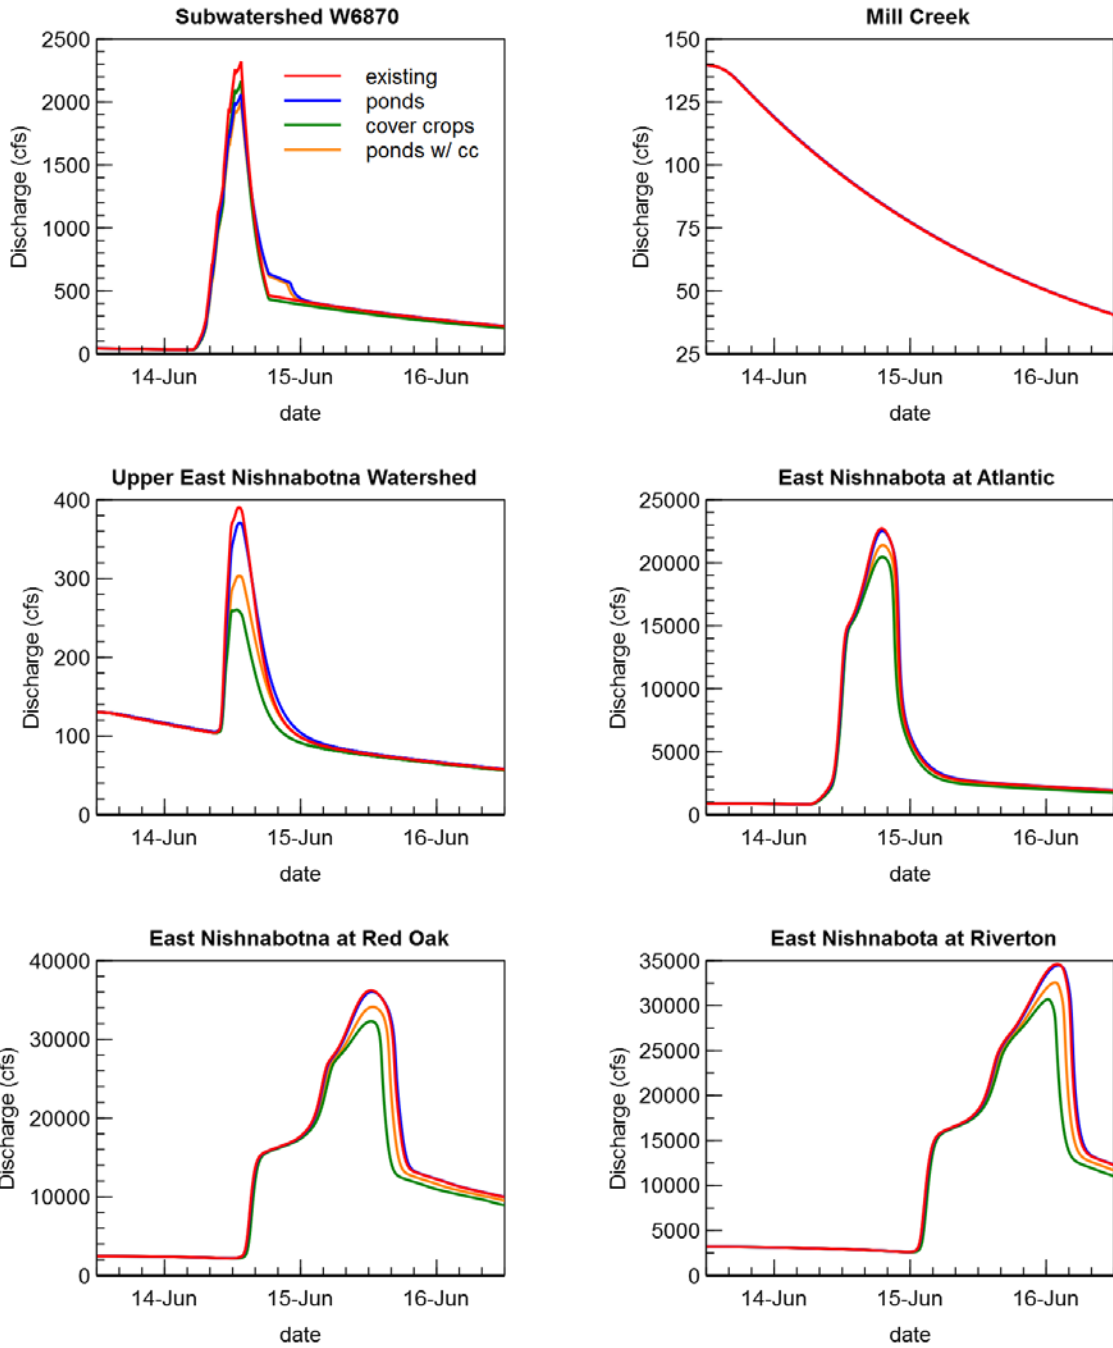 Subwatershed W6870
2500
2000
1500
1000
500
0
Discharge (cfs)
existing
ponds
cover crops
ponds w/ cc
14-Jun
15-Jun
16-Jun
date
Mill Creek
150
125
100
75
50
25
Discharge (cfs)
14-Jun
15-Jun
16-Jun
date
Upper East Nishnabotna Watershed
400
300
200
100
0
Discharge (cfs)
14-Jun
15-Jun
16-Jun
date
East Nishnabota at Atlantic
25000
20000
15000
10000
5000
0
Discharge (cfs)
14-Jun
15-Jun
16-Jun
date
East Nishnabotna at Red Oak
40000
30000
20000
10000
0
Discharge (cfs)
14-Jun
15-Jun
16-Jun
date
East Nishnabota at Riverton
35000
30000
25000
20000
15000
10000
5000
0
Discharge (cfs)
14-Jun
15-Jun
16-Jun
date